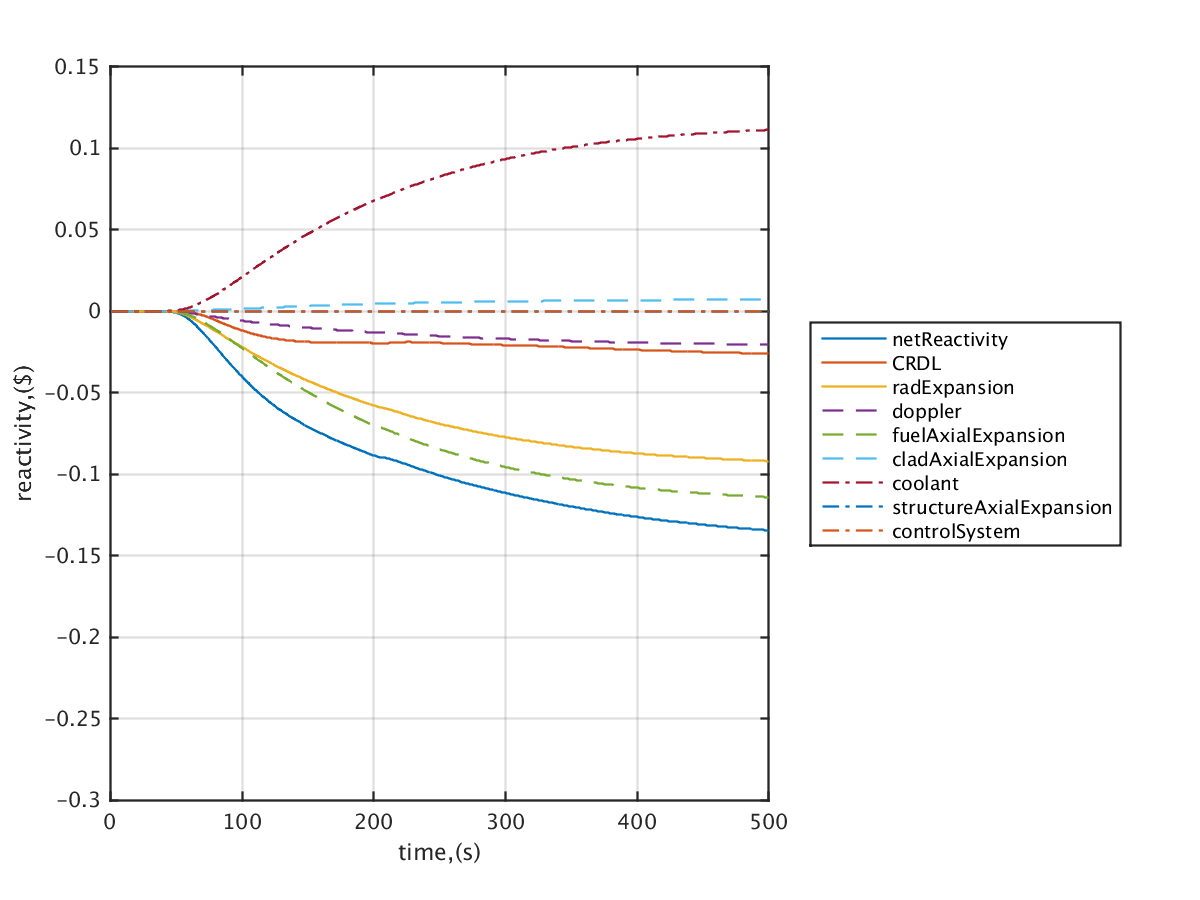 0.15
0.1
0.05
0
−0.05
−0.1
−0.15
−0.2
−0.25
−0.3
reactivity,($)
0 100 200 300 400 500
time,(s)
netReactivity
CRDL
radExpansion
doppler
fuelAxialExpansion
cladAxialExpansion
coolant
structureAxialExpansion
controlSystem